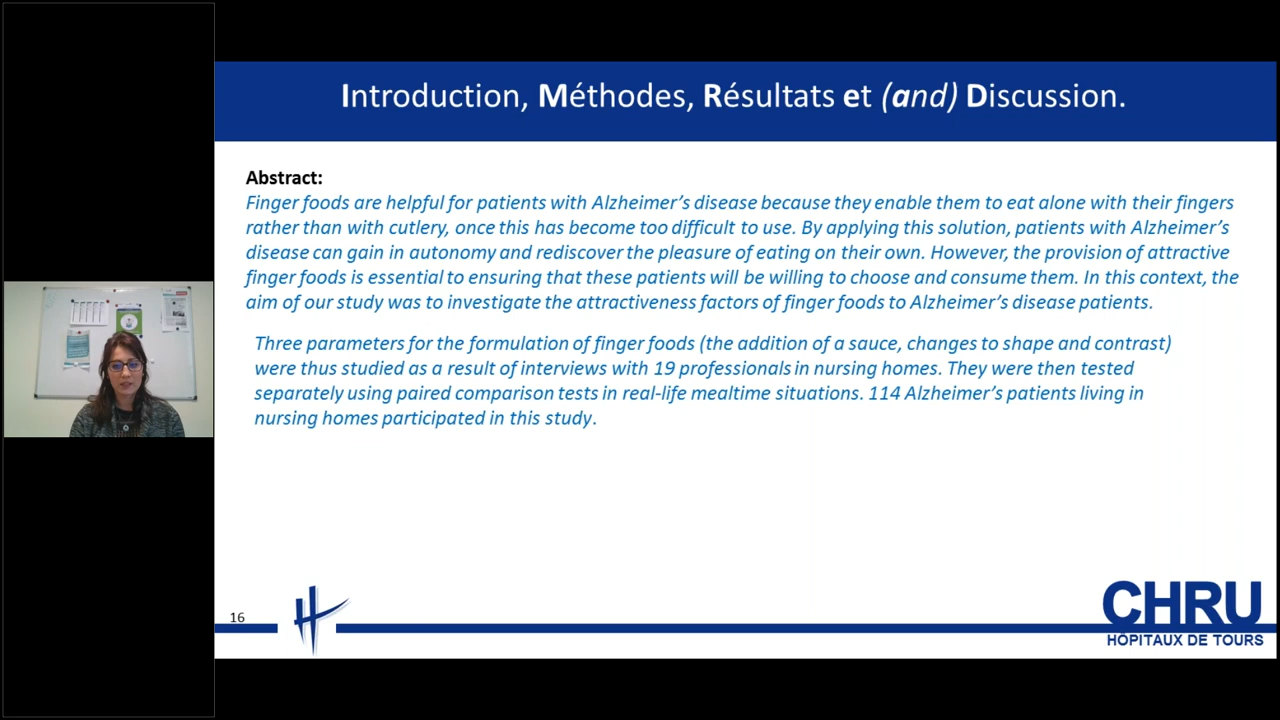 Introduction, Méthodes, Résultats et (and) Discussion.
Abstract:
Finger foods are helpful for patients with Alzheimer’s disease because they enable them to eat alone with their fingers
rather than with cutlery, once this has become too difficult to use. By applying this solution, patients with Alzheimer’s
disease can gain in autonomy and rediscover the pleasure of eating on their own. However, the provision of attractive
finger foods is essential to ensuring that these patients will be willing to choose and consume them. In this context, the
aim of our study was to investigate the attractiveness factors of finger foods to Alzheimer’s disease patients.
Three parameters for the formulation of finger foods (the addition of a sauce, changes to shape and contrast)
were thus studied as a result of interviews with 19 professionals in nursing homes. They were then tested
separately using paired comparison tests in real-life mealtime situations. 114 Alzheimer’s patients living in
nursing homes participated in this study.
16
CHRU
HÔPITAUX DE TOURS